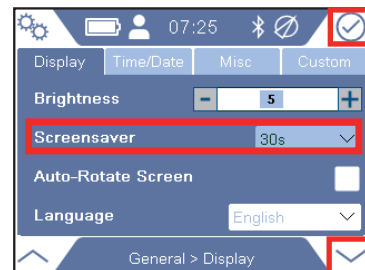 07:25
Display Time/Date Misc Custom
Brightness - 5 +
Screensaver 30s
Auto-Rotate Screen
Language English
General > Display